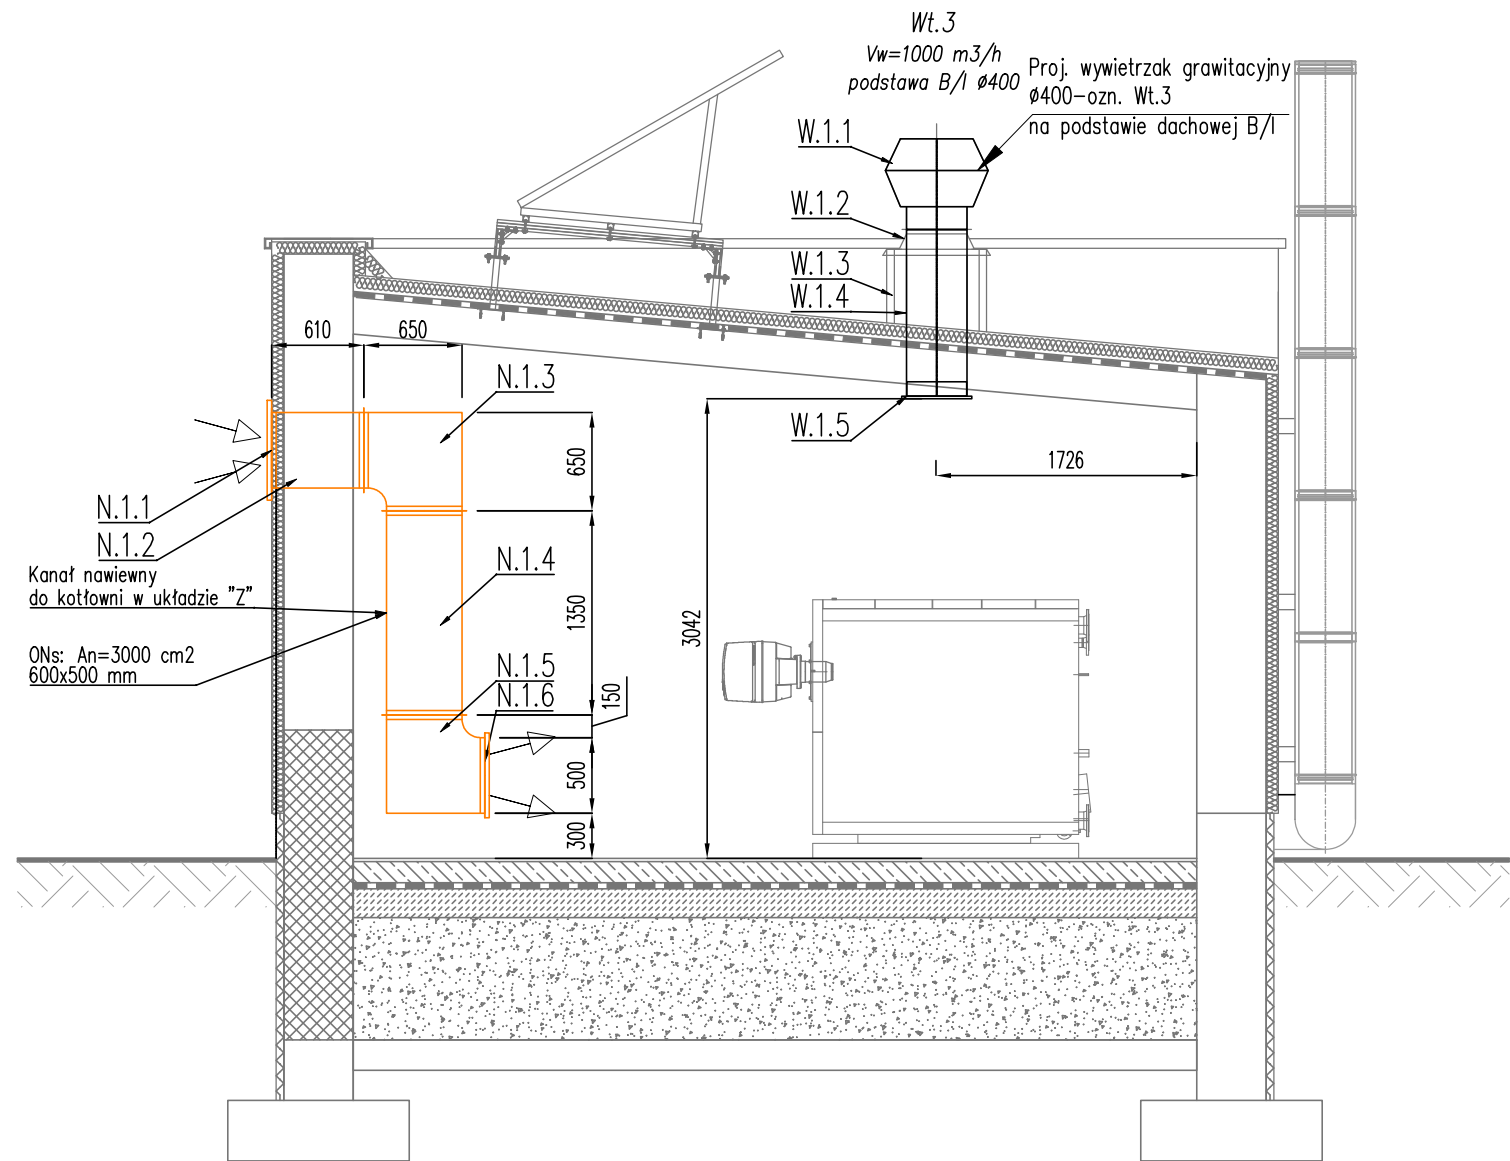 Wt.3
Vw=1000 m3/h
podstawa B/I ø400
Proj. wywietrzak grawitacyjny
ø400-ozn. Wt.3
na podstawie dachowej B/I
W.1.1
W.1.2
W.1.3
W.1.4
W.1.5
610
650
N.1.3
650
1726
N.1.1
N.1.2
Kanał nawiewny
do kotłowni w układzie "Z"
N.1.4
1350
3042
ONs: An=3000 cm2
600x500 mm
N.1.5
N.1.6
150
500
300